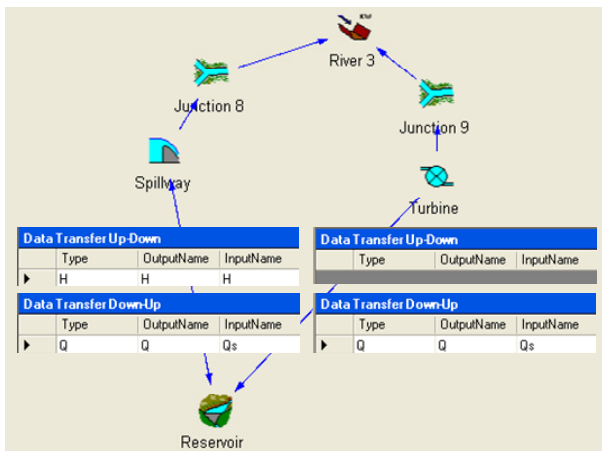 KW
River 3
Junction 8
Junction 9
Spillway
Turbine
Data Transfer Up-Down
Type OutputName InputName
H H H
Data Transfer Down-Up
Type OutputName InputName
Q Q Qs
Data Transfer Up-Down
Type OutputName InputName
Data Transfer Down-Up
Type OutputName InputName
Q Q Qs
Reservoir